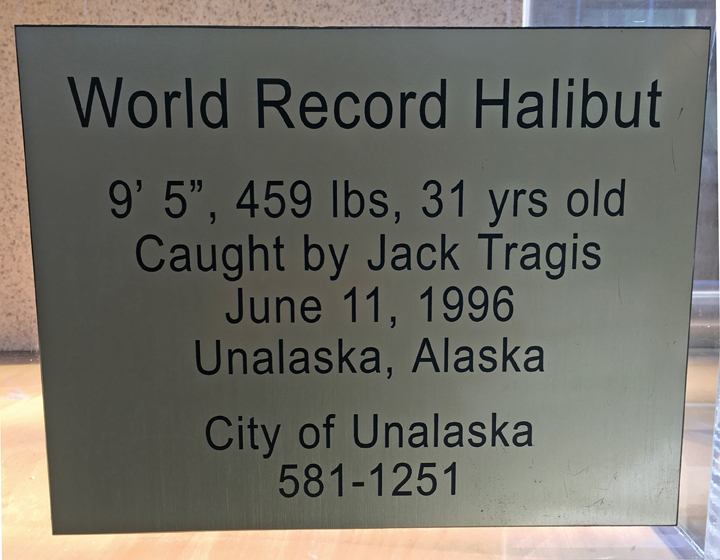 World Record Halibut
9’ 5”, 459 lbs, 31 yrs old
Caught by Jack Tragis
June 11, 1996
Unalaska, Alaska
City of Unalaska
581-1251